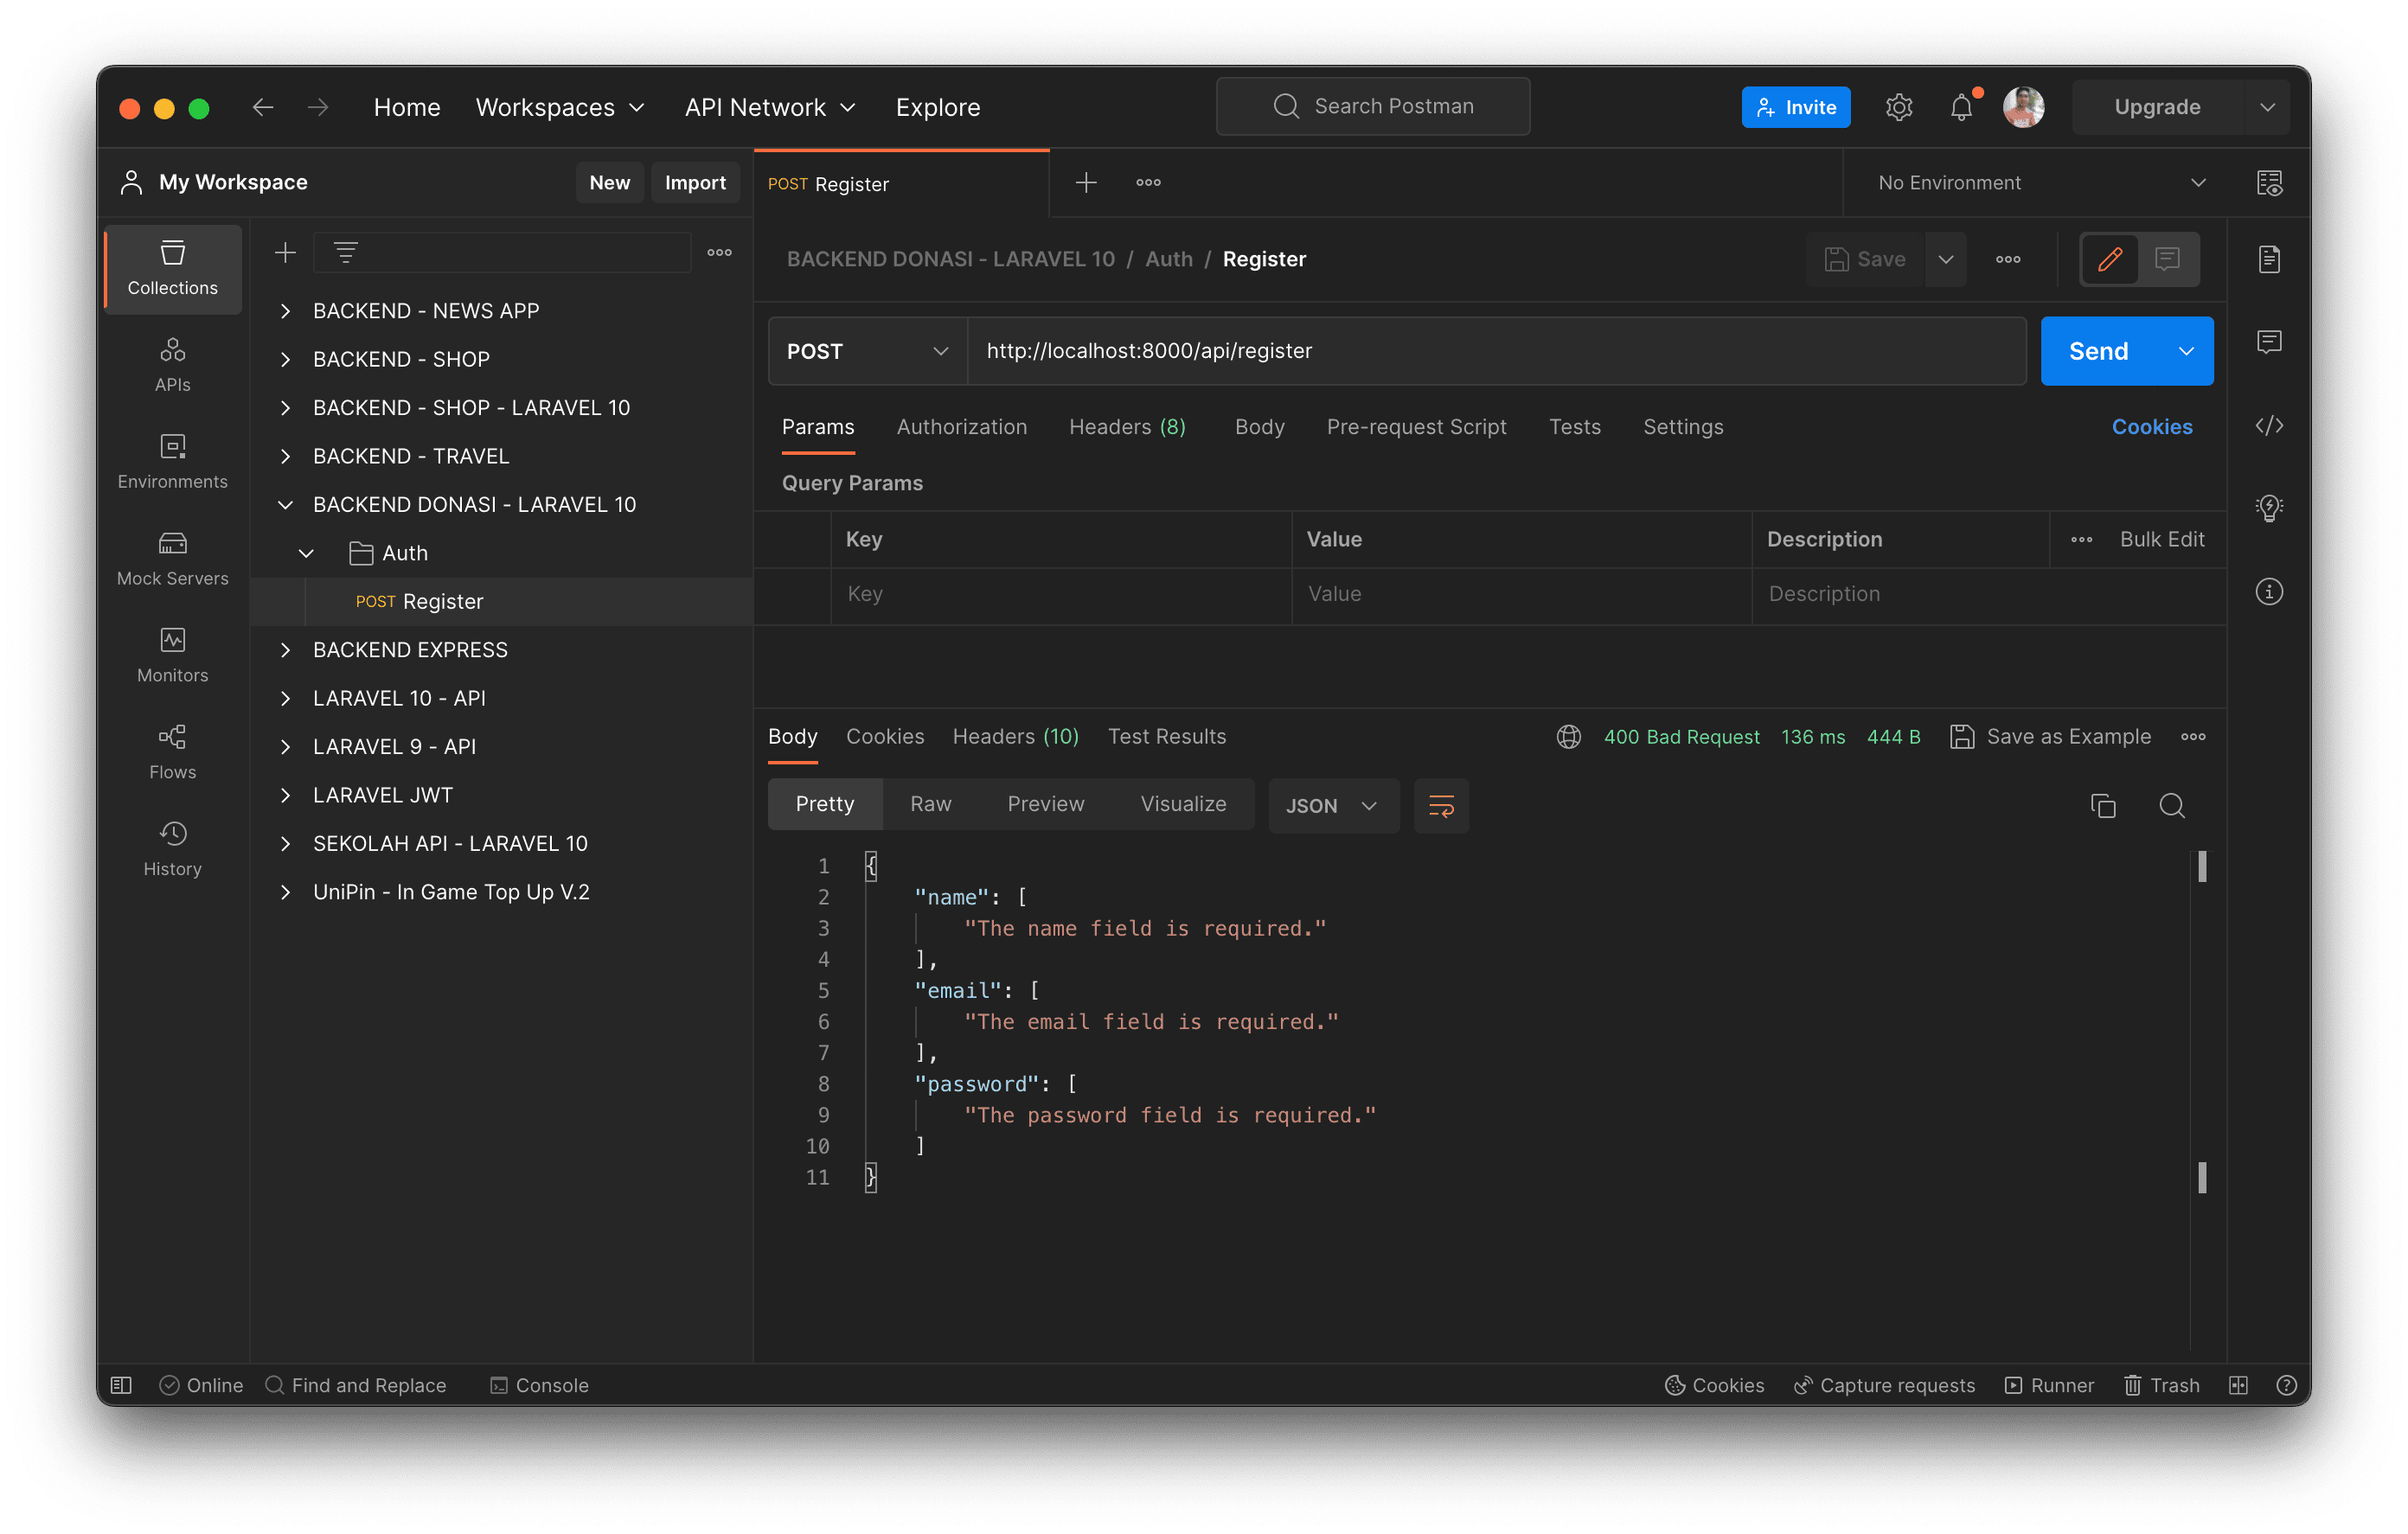 Home Workspaces API Network Explore Search Postman Invite Upgrade
My Workspace New Import POST Register No Environment
Collections
APIs
Environments
Mock Servers
Monitors
Flows
History
BACKEND - NEWS APP
BACKEND - SHOP
BACKEND - SHOP - LARAVEL 10
BACKEND - TRAVEL
BACKEND DONASI - LARAVEL 10
Auth
POST Register
BACKEND EXPRESS
LARAVEL 10 - API
LARAVEL 9 - API
LARAVEL JWT
SEKOLAH API - LARAVEL 10
UniPin - In Game Top Up V.2
BACKEND DONASI - LARAVEL 10 / Auth / Register Save
POST http://localhost:8000/api/register Send
Params Authorization Headers (8) Body Pre-request Script Tests Settings Cookies
Query Params
Key Value Description Bulk Edit
Key Value Description
Body Cookies Headers (10) Test Results 400 Bad Request 136 ms 444 B Save as Example
Pretty Raw Preview Visualize JSON
1 {
2 "name": [
3 "The name field is required."
4 ],
5 "email": [
6 "The email field is required."
7 ],
8 "password": [
9 "The password field is required."
10 ]
11 }
Online Find and Replace Console Cookies Capture requests Runner Trash